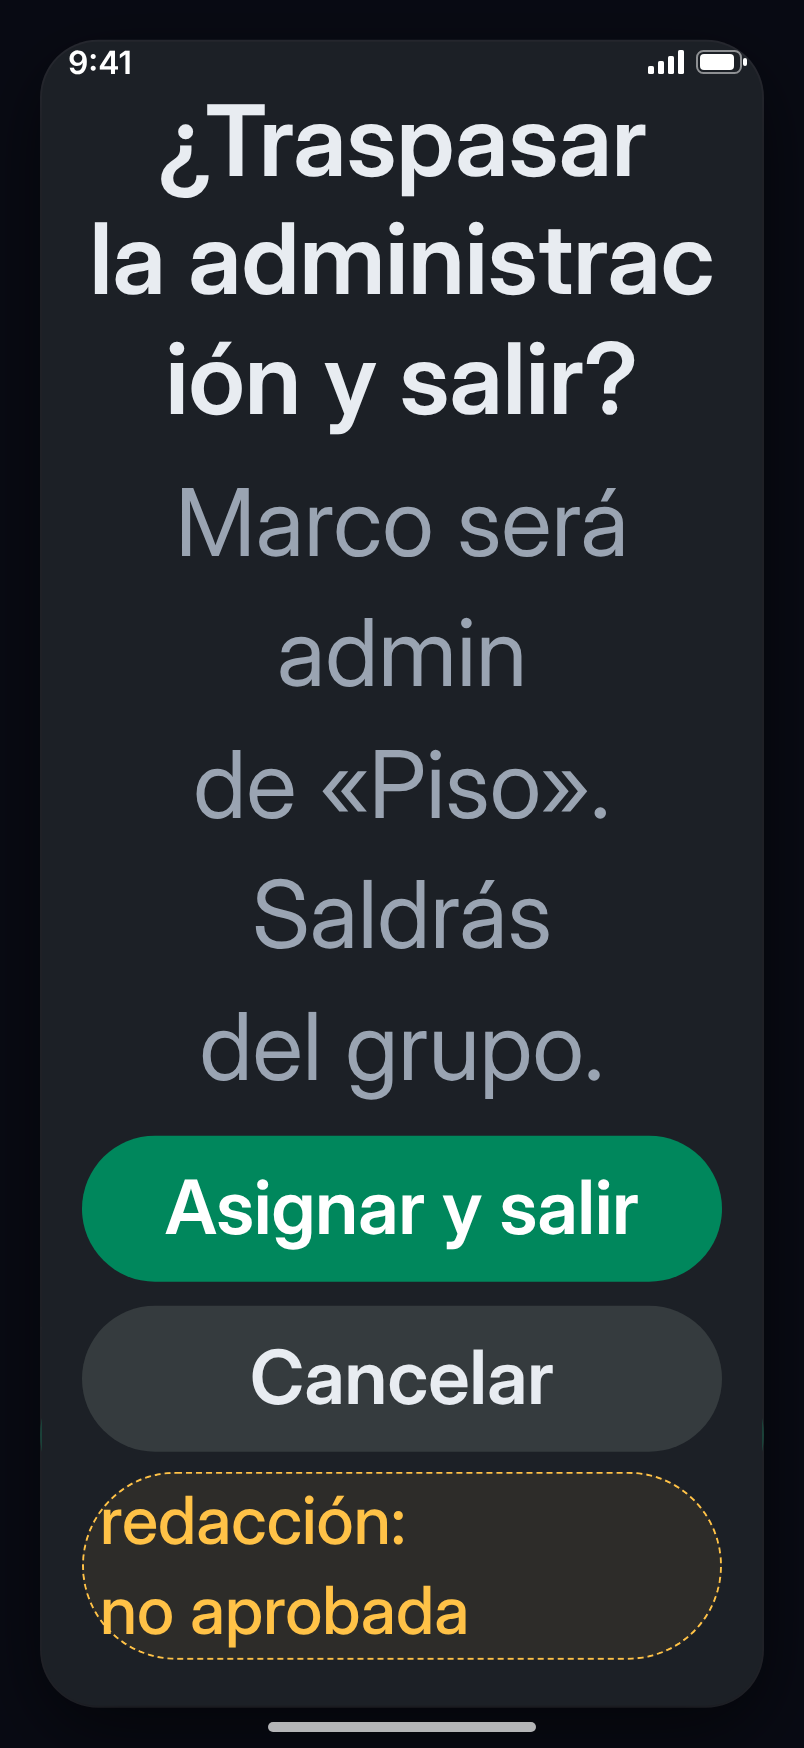 9:41
¿Traspasar
la administrac
ión y salir?
Marco será
admin
de «Piso».
Saldrás
del grupo.
Asignar y salir
Cancelar
redacción:
no aprobada